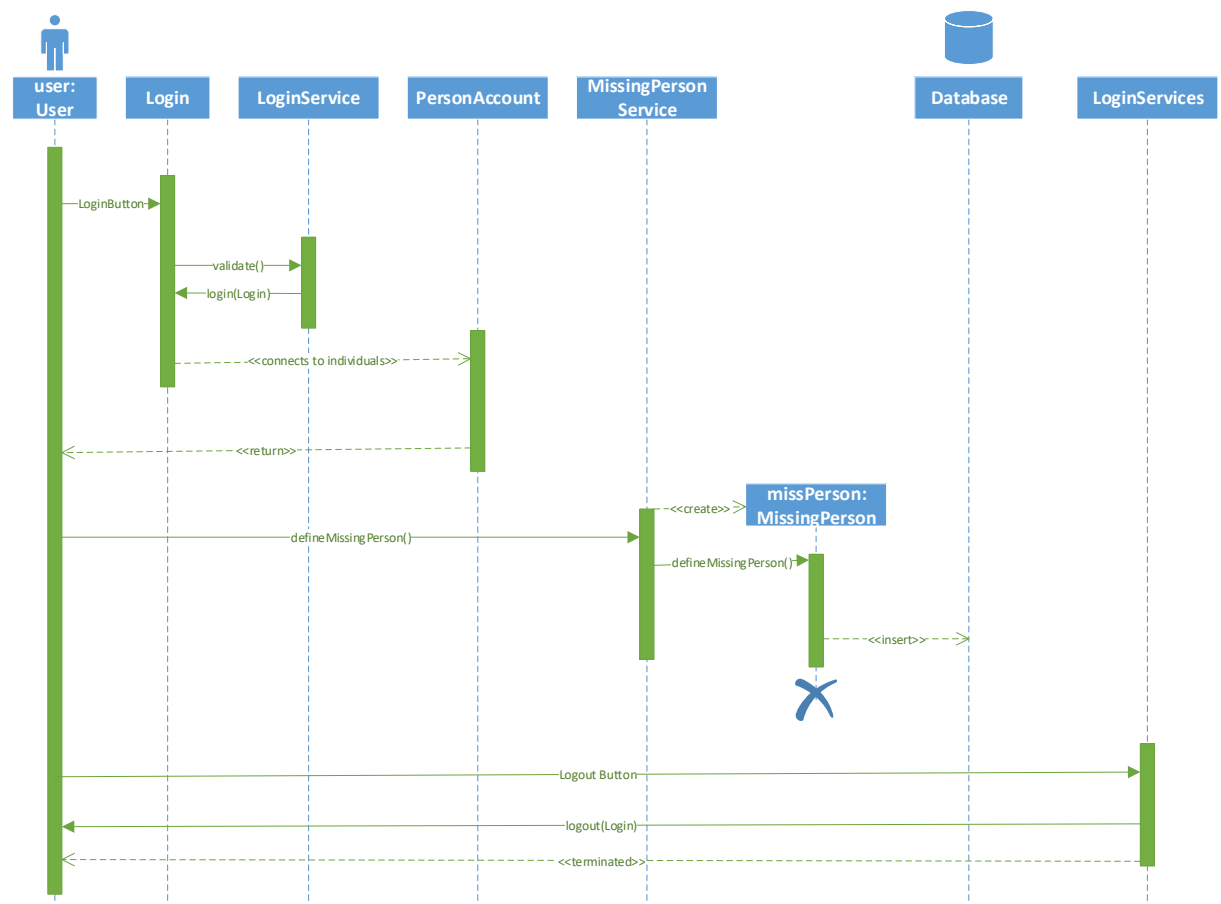 user:
User
Login
LoginService
PersonAccount
MissingPerson
Service
Database
LoginServices
LoginButton
validate()
login(Login)
<<connects to individuals>>
<<return>>
missPerson:
MissingPerson
<<create>>
defineMissingPerson()
defineMissingPerson()
<<insert>>
Logout Button
logout(Login)
<<terminated>>